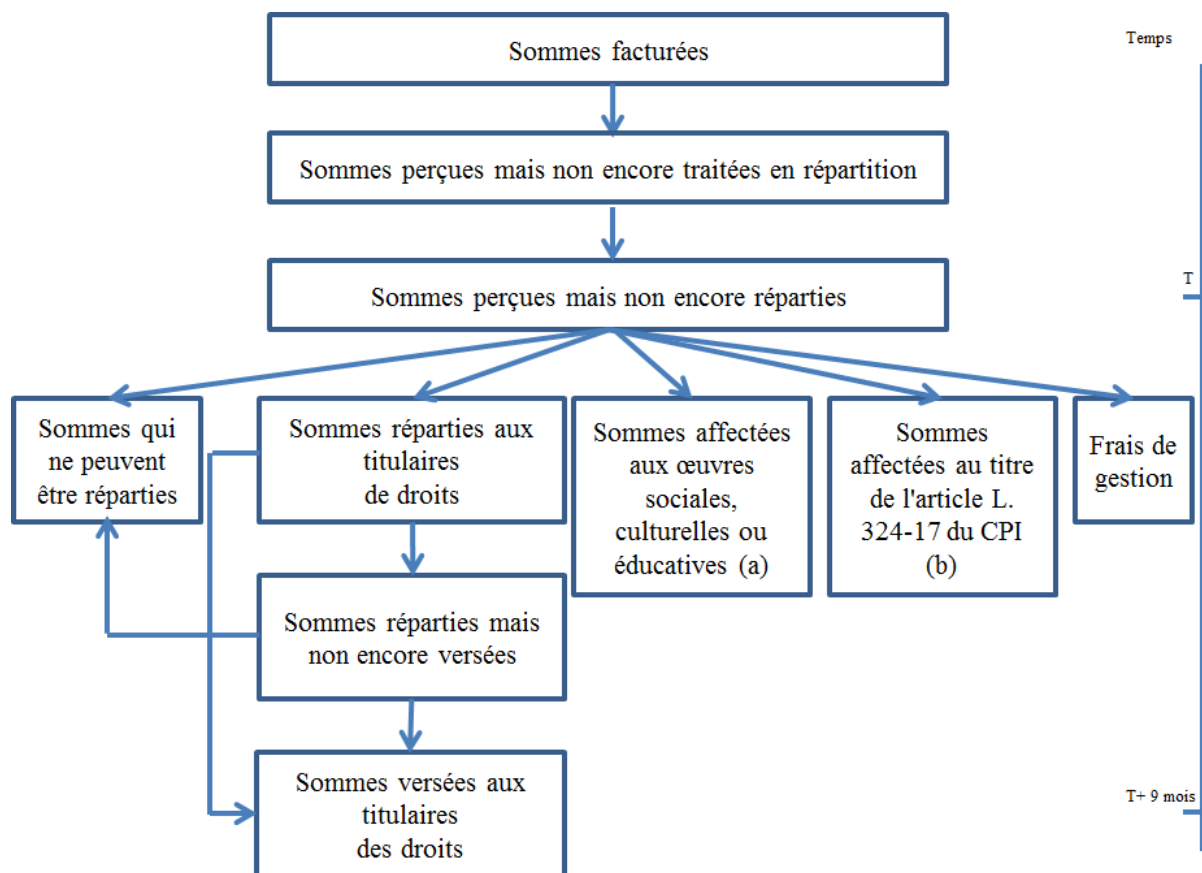 Temps
Sommes facturées
Sommes perçues mais non encore traitées en répartition
Sommes perçues mais non encore réparties
T
Sommes qui
ne peuvent
être réparties
Sommes réparties aux
titulaires
de droits
Sommes affectées
aux œuvres
sociales,
culturelles ou
éducatives (a)
Sommes
affectées au titre
de l'article L.
324-17 du CPI
(b)
Frais de
gestion
Sommes réparties mais
non encore versées
Sommes versées aux
titulaires
des droits
T+ 9 mois